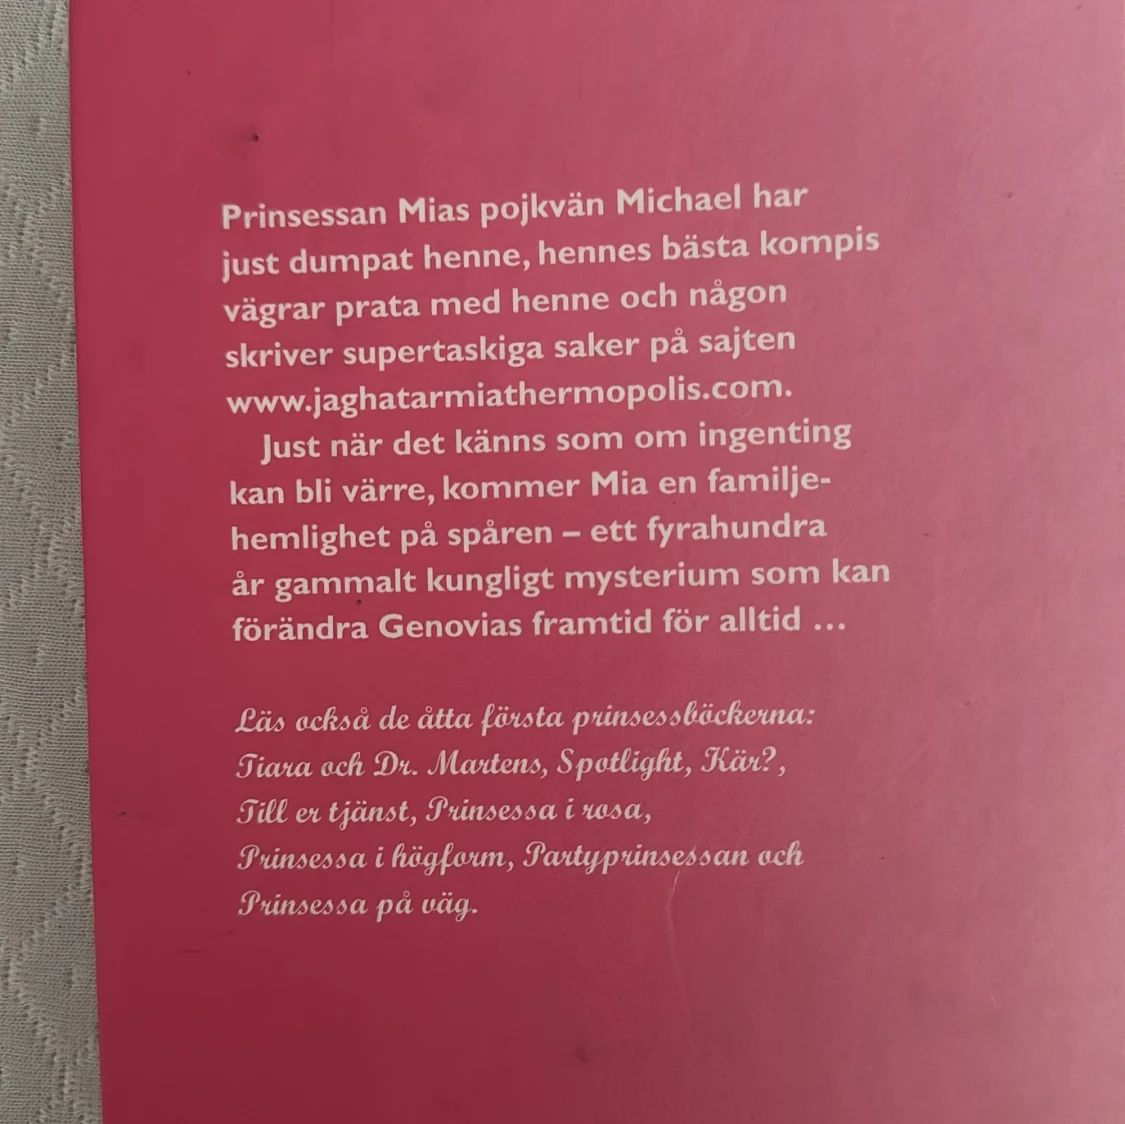 Prinsessan Mias pojkvän Michael har
just dumpat henne, hennes bästa kompis
vägrar prata med henne och någon
skriver supertaskiga saker på sajten
www.jaghatarmiathermopolis.com.
Just när det känns som om ingenting
kan bli värre, kommer Mia en familje-
hemlighet på spåren – ett fyrahundra
år gammalt kungligt mysterium som kan
förändra Genovias framtid för alltid ...
Läs också de åtta första prinsessböckerna:
Tiara och Dr. Martens, Spotlight, Kär?,
Till er tjänst, Prinsessa i rosa,
Prinsessa i högform, Partyprinsessan och
Prinsessa på väg.